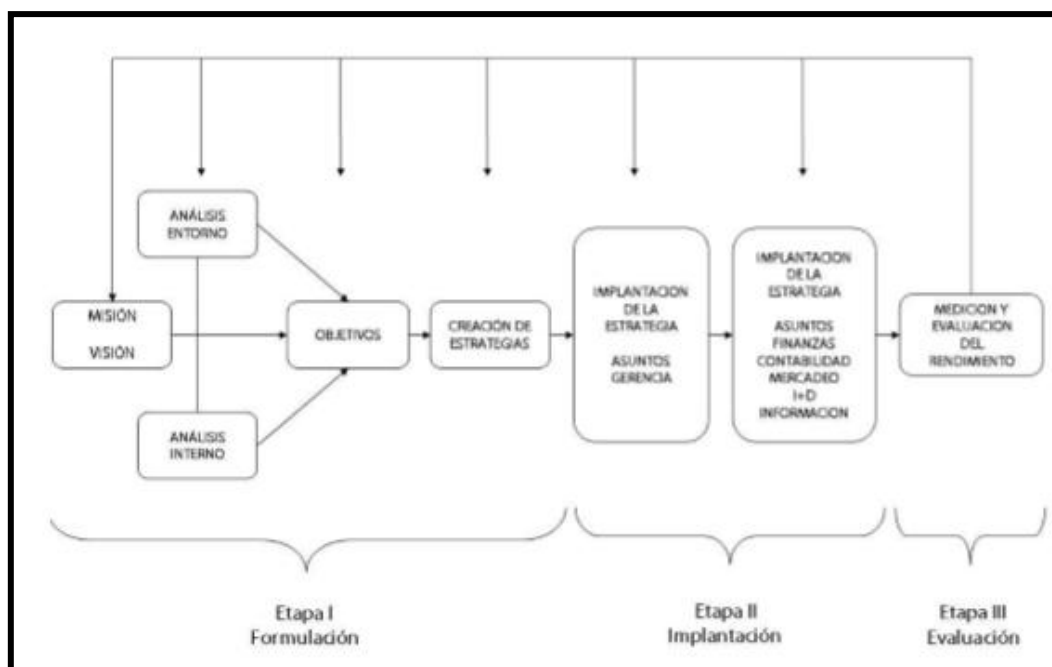 ANÁLISIS
ENTORNO
MISIÓN
VISIÓN
ANÁLISIS
INTERNO
OBJETIVOS
CREACIÓN DE
ESTRATEGIAS
IMPLANTACION
DE LA
ESTRATEGIA
ASUNTOS
GERENCIA
IMPLANTACION
DE LA
ESTRATEGIA
ASUNTOS
FINANZAS
CONTABILIDAD
MERCADEO
I+D
INFORMACION
MEDICION Y
EVALUACION
DEL
RENDIMIENTO
Etapa I
Formulación
Etapa II
Implantación
Etapa III
Evaluación